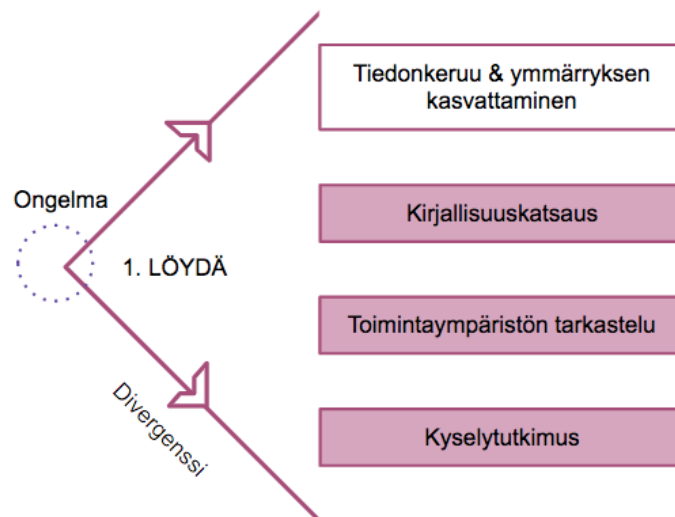 Tiedonkeruu & ymmärryksen
kasvattaminen
Ongelma
Kirjallisuuskatsaus
1. LÖYDÄ
Toimintaympäristön tarkastelu
Divergenssi
Kyselytutkimus